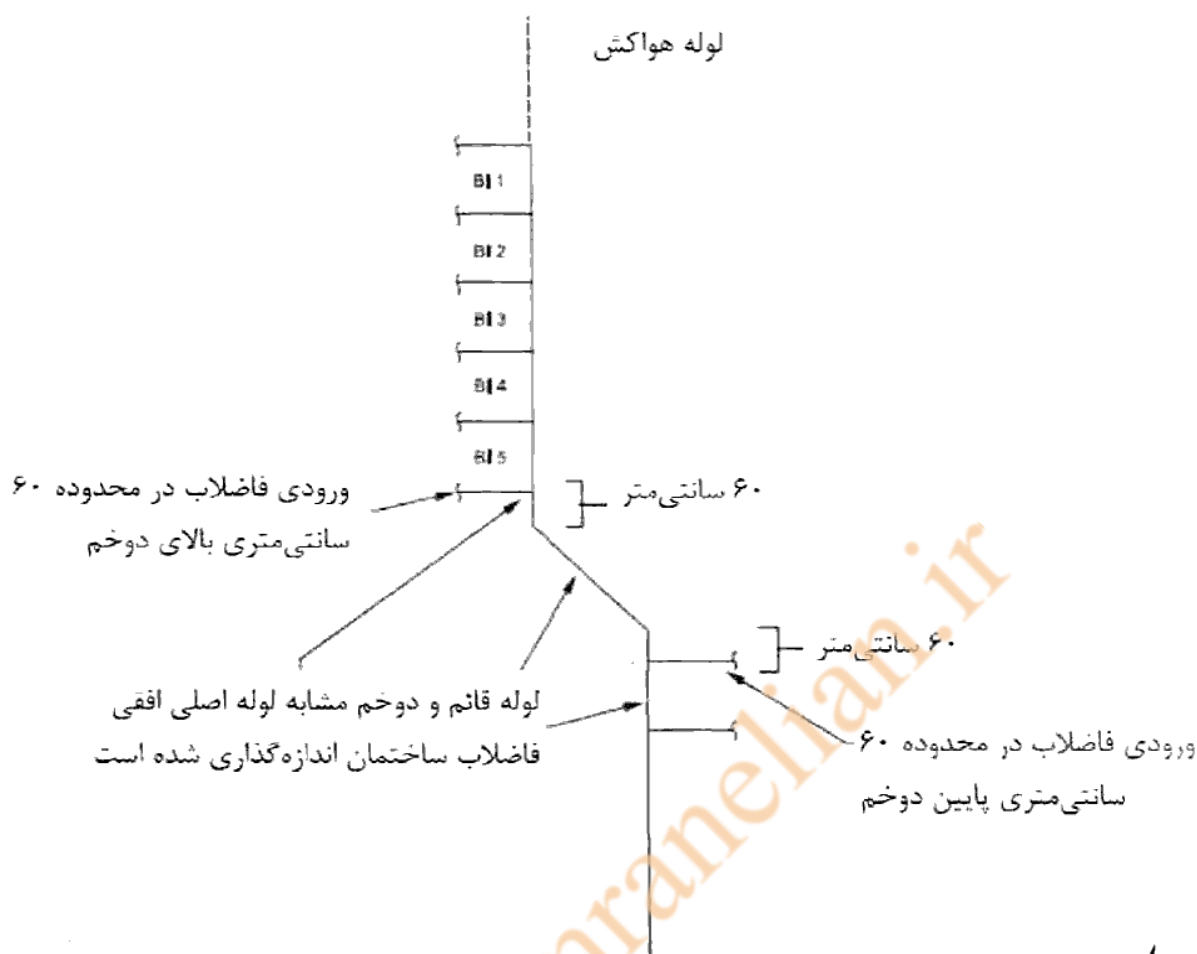 لوله هواکش
BI 1
BI 2
BI 3
BI 4
BI 5
۶۰ سانتی‌متر
ورودی فاضلاب در محدوده ۶۰
سانتی‌متری بالای دوخم
۶۰ سانتی‌متر
لوله قائم و دوخم مشابه لوله اصلی افقی
فاضلاب ساختمان اندازه‌گذاری شده است
ورودی فاضلاب در محدوده ۶۰
سانتی‌متری پایین دوخم